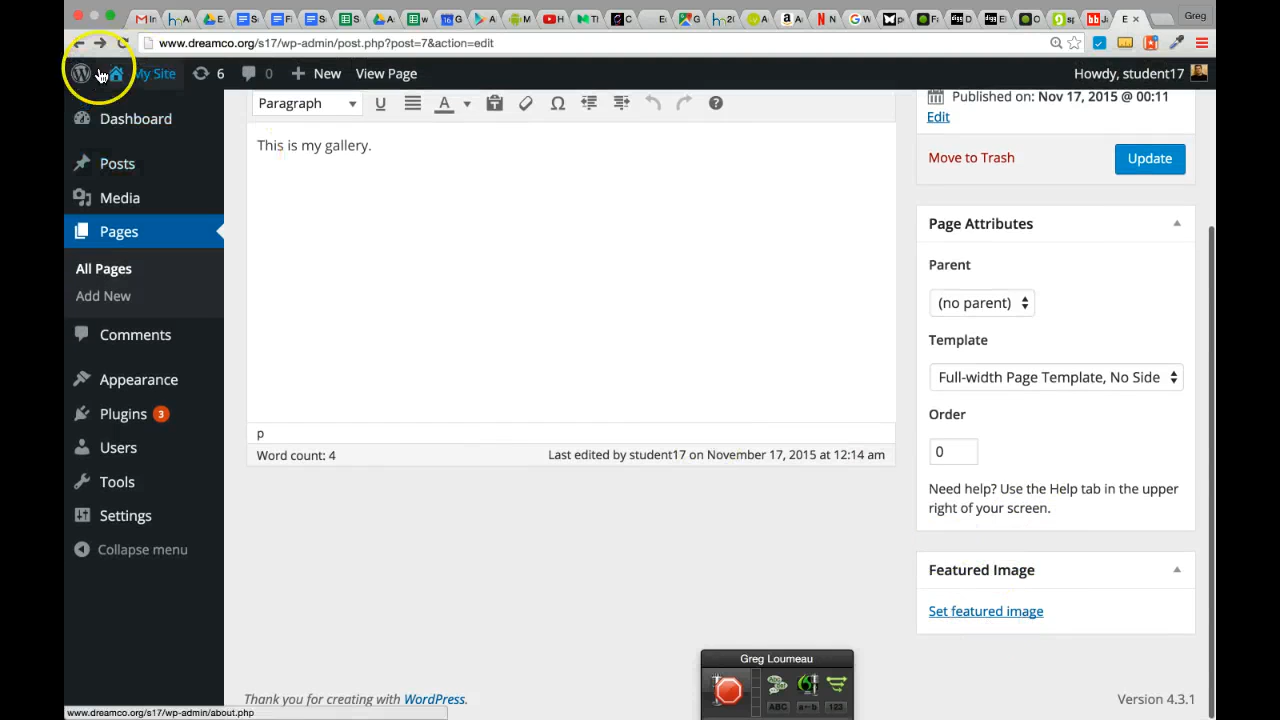 Greg
www.dreamco.org/s17/wp-admin/post.php?post=7&action=edit
My Site
6
0
New
View Page
Howdy, student17
Dashboard
Posts
Media
Pages
All Pages
Add New
Comments
Appearance
Plugins 3
Users
Tools
Settings
Collapse menu
Paragraph
This is my gallery.
p
Word count: 4
Last edited by student17 on November 17, 2015 at 12:14 am
Published on: Nov 17, 2015 @ 00:11
Edit
Move to Trash
Update
Page Attributes
Parent
(no parent)
Template
Full-width Page Template, No Side
Order
0
Need help? Use the Help tab in the upper
right of your screen.
Featured Image
Set featured image
Greg Loumeau
ABC
123
Thank you for creating with WordPress.
Version 4.3.1
www.dreamco.org/s17/wp-admin/about.php